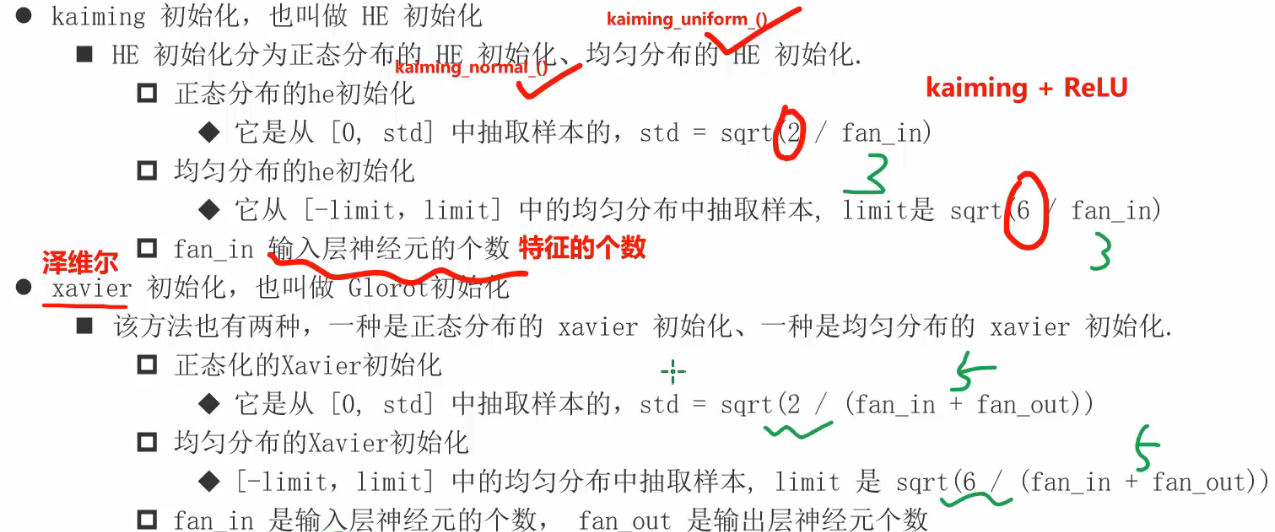 ● kaiming 初始化，也叫做 HE 初始化
kaiming_uniform_()
■ HE 初始化分为正态分布的 HE 初始化、均匀分布的 HE 初始化.
kaiming_normal_()
kaiming + ReLU
□ 正态分布的he初始化
◆ 它是从 [0, std] 中抽取样本的，std = sqrt(2 / fan_in)
3
□ 均匀分布的he初始化
◆ 它从 [-limit，limit] 中的均匀分布中抽取样本, limit是 sqrt(6 / fan_in)
3
□ fan_in 输入层神经元的个数 特征的个数
泽维尔
● xavier 初始化，也叫做 Glorot初始化
■ 该方法也有两种，一种是正态分布的 xavier 初始化、一种是均匀分布的 xavier 初始化.
□ 正态化的Xavier初始化
5
◆ 它是从 [0, std] 中抽取样本的，std = sqrt(2 / (fan_in + fan_out))
□ 均匀分布的Xavier初始化
5
◆ [-limit，limit] 中的均匀分布中抽取样本, limit 是 sqrt(6 / (fan_in + fan_out))
□ fan_in 是输入层神经元的个数， fan_out 是输出层神经元个数